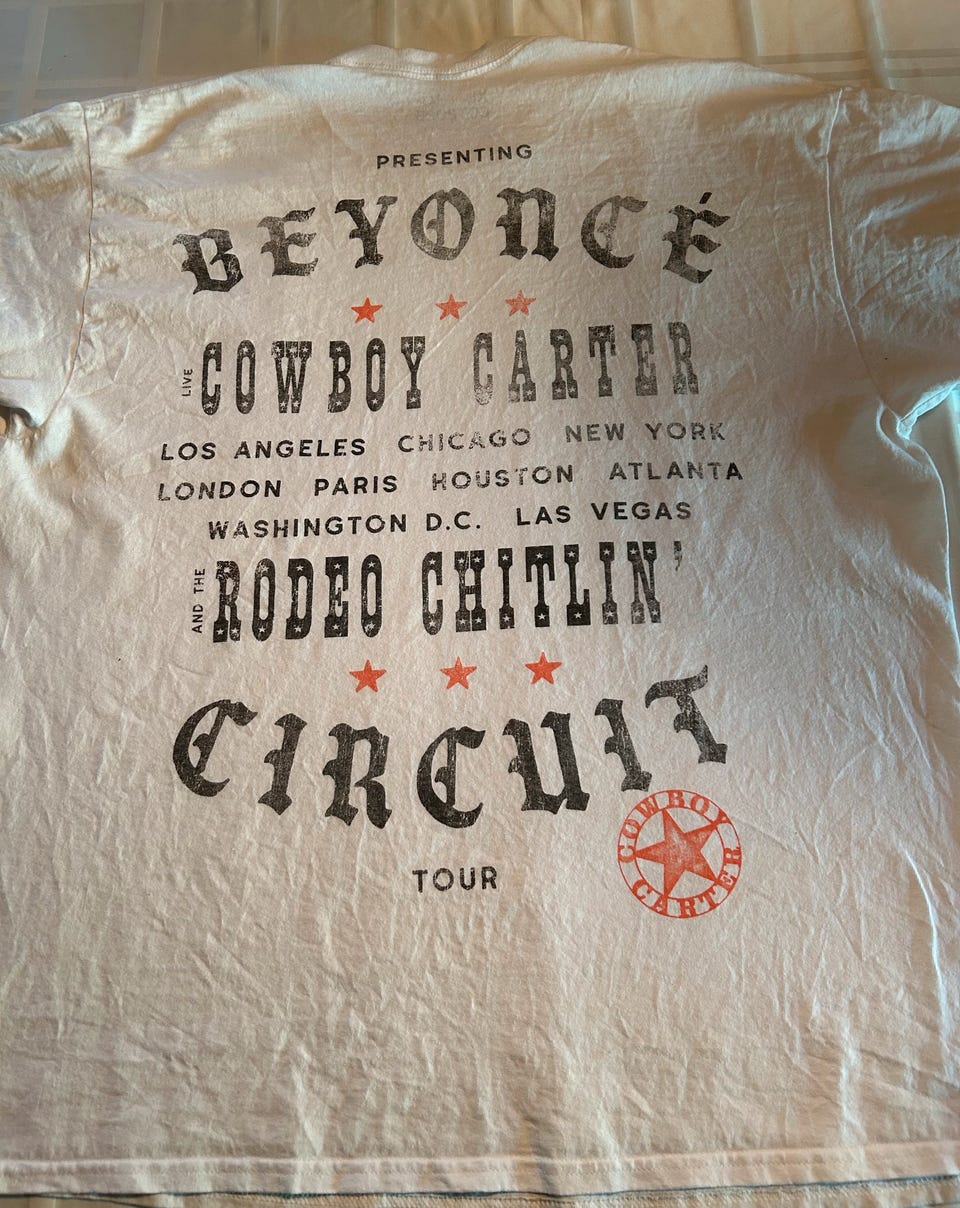 PRESENTING
BEYONCÉ
LIVE
COWBOY CARTER
LOS ANGELES CHICAGO NEW YORK
LONDON PARIS HOUSTON ATLANTA
WASHINGTON D.C. LAS VEGAS
AND THE
RODEO CHITLIN'
CIRCUIT
COWBOY
CARTER
TOUR